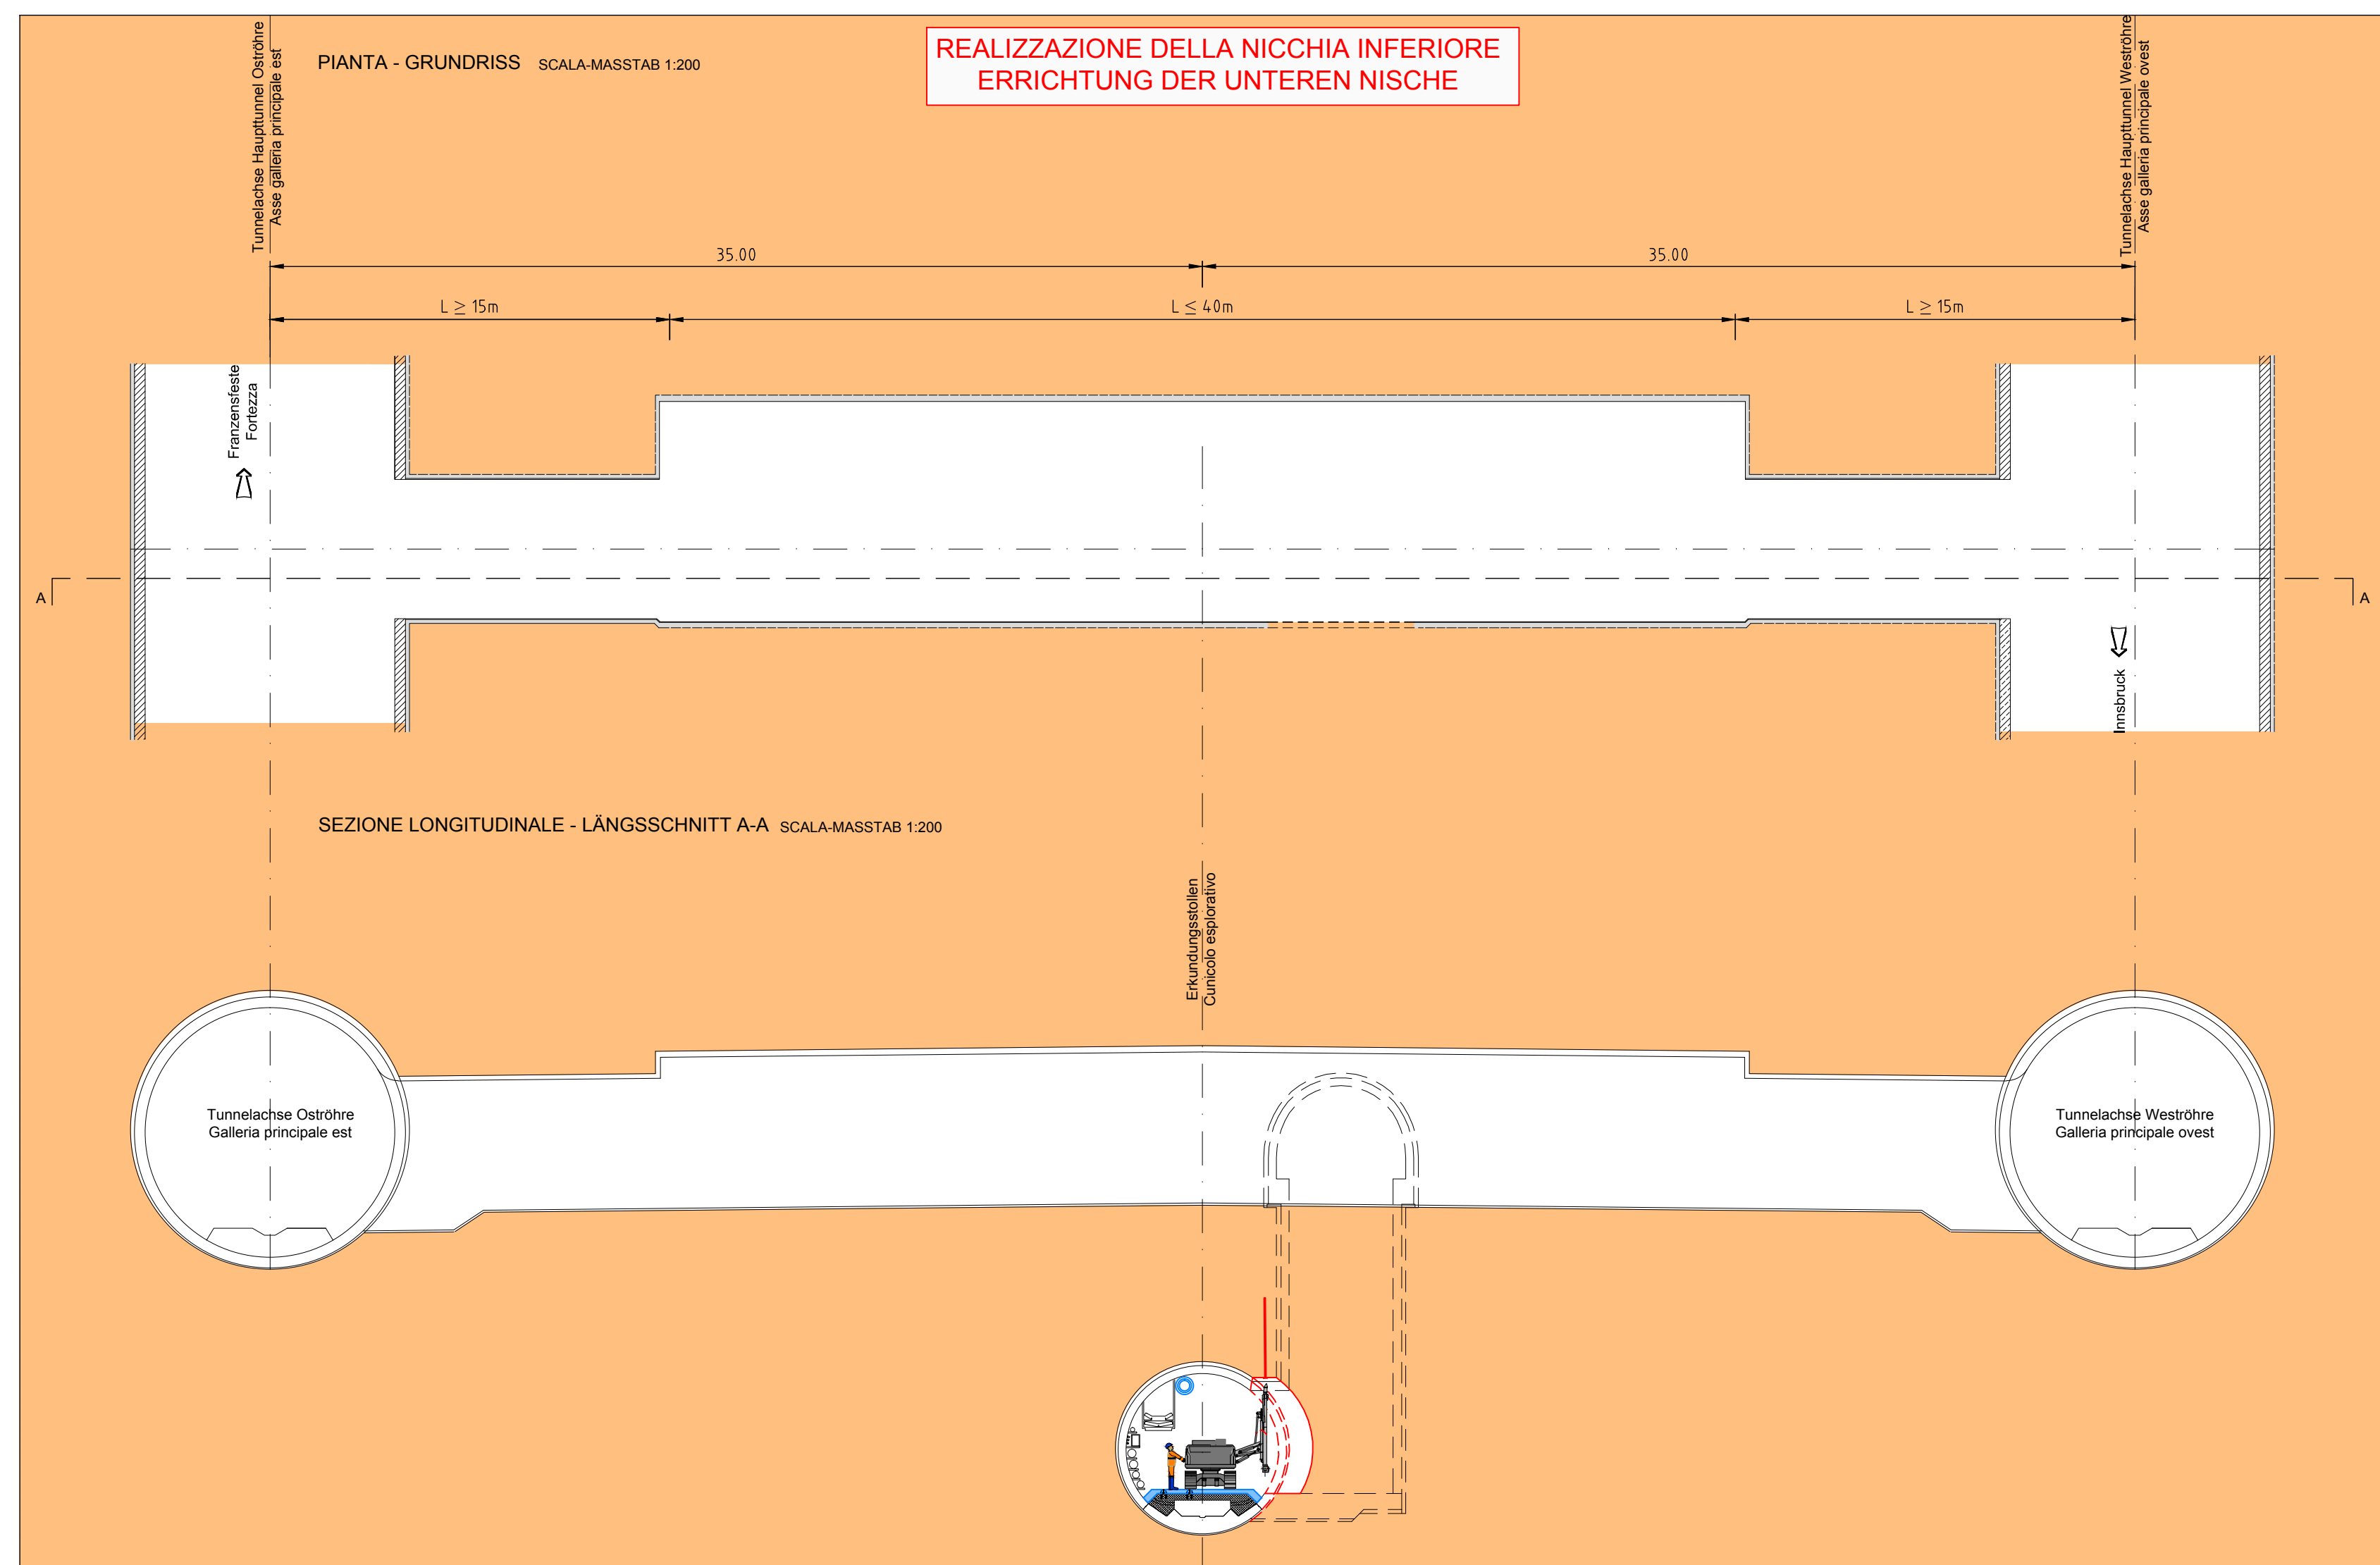 Tunnelachse Haupttunnel Oströhre
Asse galleria principale est
PIANTA - GRUNDRISS SCALA-MASSTAB 1:200
REALIZZAZIONE DELLA NICCHIA INFERIORE
ERRICHTUNG DER UNTEREN NISCHE
Tunnelachse Haupttunnel Weströhre
Asse galleria principale ovest
35.00
35.00
L ≥ 15m
L ≤ 40m
L ≥ 15m
Franzensfeste
Fortezza
A
A
Innsbruck
SEZIONE LONGITUDINALE - LÄNGSSCHNITT A-A SCALA-MASSTAB 1:200
Erkundungsstollen
Cunicolo esplorativo
Tunnelachse Oströhre
Galleria principale est
Tunnelachse Weströhre
Galleria principale ovest